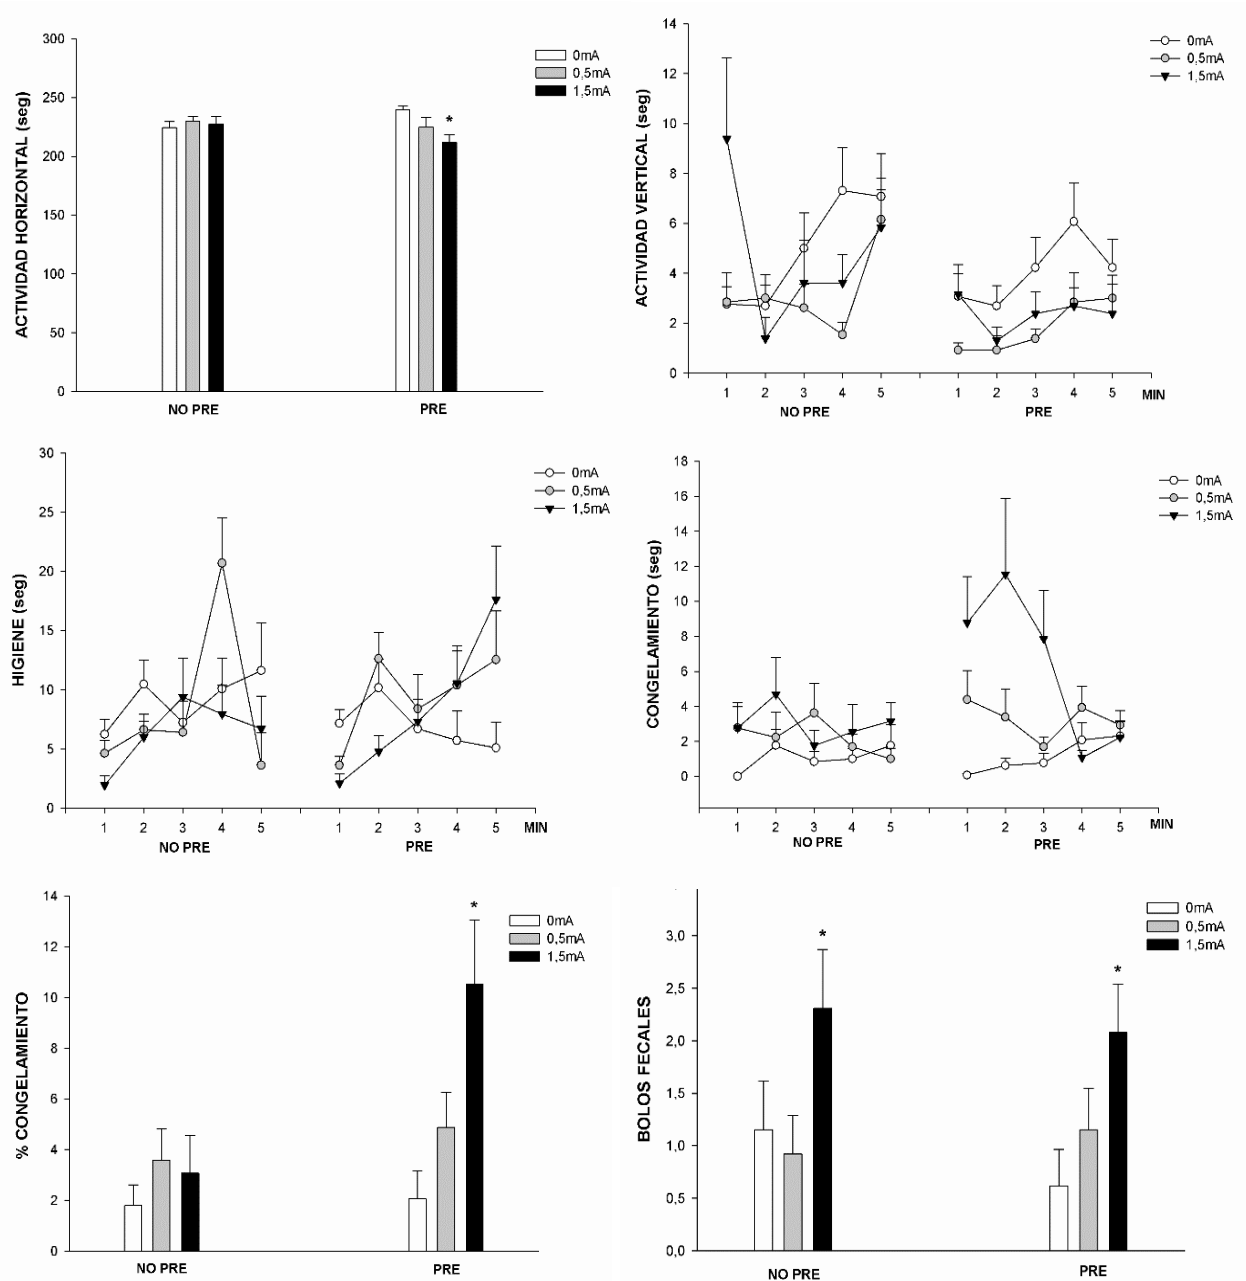 ACTIVIDAD HORIZONTAL (seg)
300
250
200
150
100
50
0
0mA
0,5mA
1,5mA
*
NO PRE
PRE
ACTIVIDAD VERTICAL (seg)
14
12
10
8
6
4
2
0
0mA
0,5mA
1,5mA
1 2 3 4 5 1 2 3 4 5 MIN
NO PRE
PRE
HIGIENE (seg)
30
25
20
15
10
5
0
0mA
0,5mA
1,5mA
1 2 3 4 5 1 2 3 4 5 MIN
NO PRE
PRE
CONGELAMIENTO (seg)
18
16
14
12
10
8
6
4
2
0
0mA
0,5mA
1,5mA
1 2 3 4 5 1 2 3 4 5 MIN
NO PRE
PRE
% CONGELAMIENTO
14
12
10
8
6
4
2
0
0mA
0,5mA
1,5mA
*
NO PRE
PRE
BOLOS FECALES
3,0
2,5
2,0
1,5
1,0
0,5
0,0
0mA
0,5mA
1,5mA
*
*
NO PRE
PRE